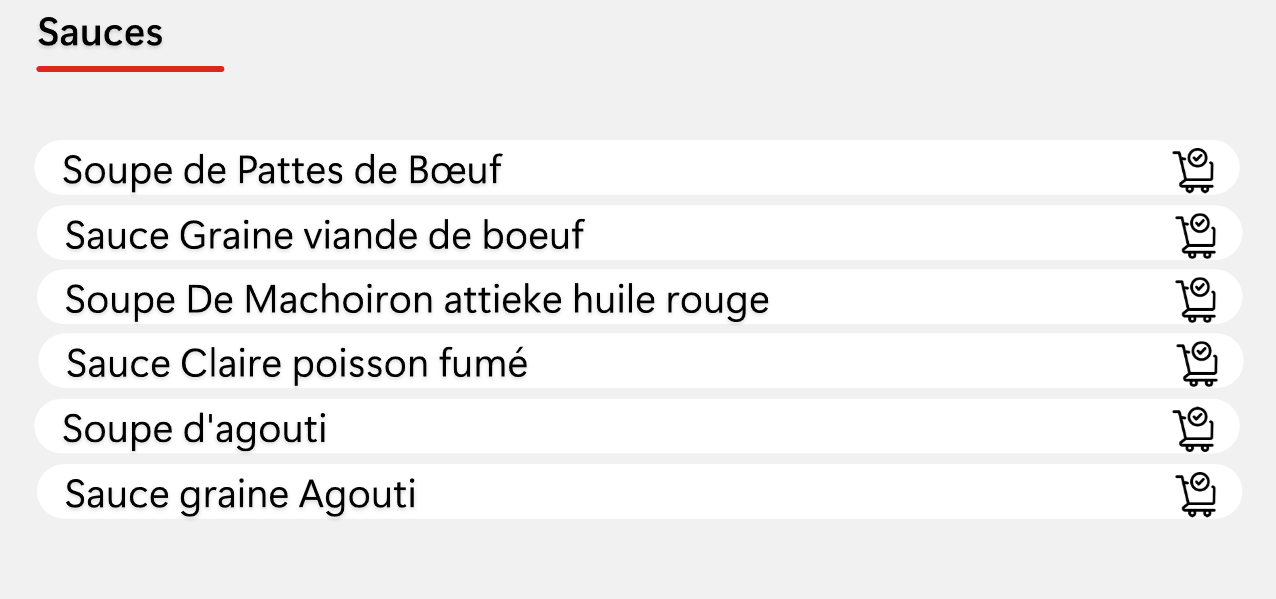 Sauces
Soupe de Pattes de Bœuf
Sauce Graine viande de boeuf
Soupe De Machoiron attieke huile rouge
Sauce Claire poisson fumé
Soupe d'agouti
Sauce graine Agouti